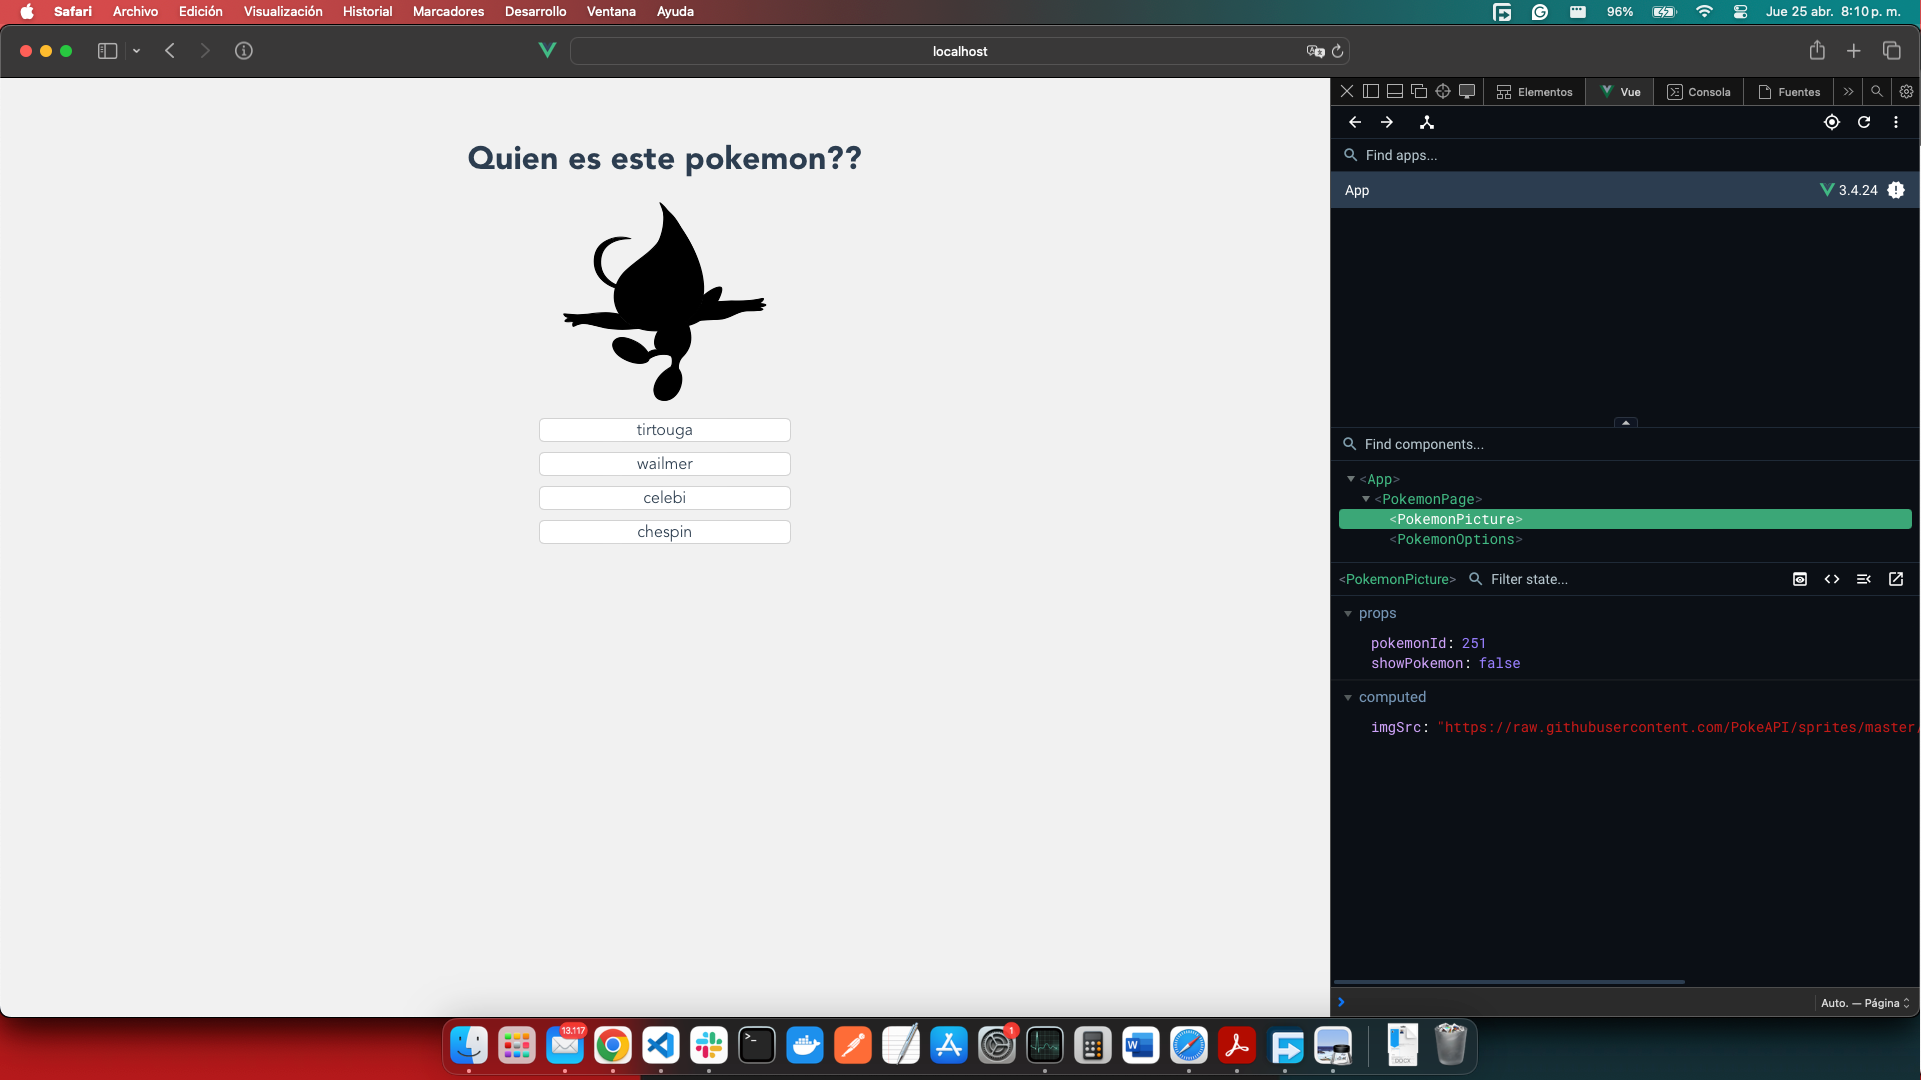 Safari Archivo Edición Visualización Historial Marcadores Desarrollo Ventana Ayuda 96% Jue 25 abr. 8:10 p. m.
localhost
Elementos Vue Consola Fuentes
Find apps...
App 3.4.24
Quien es este pokemon??
tirtouga
wailmer
celebi
chespin
Find components...
<App>
<PokemonPage>
<PokemonPicture>
<PokemonOptions>
<PokemonPicture> Filter state...
props
pokemonId: 251
showPokemon: false
computed
imgSrc: "https://raw.githubusercontent.com/PokeAPI/sprites/master/
Auto. — Página
13.117
1
DOCX